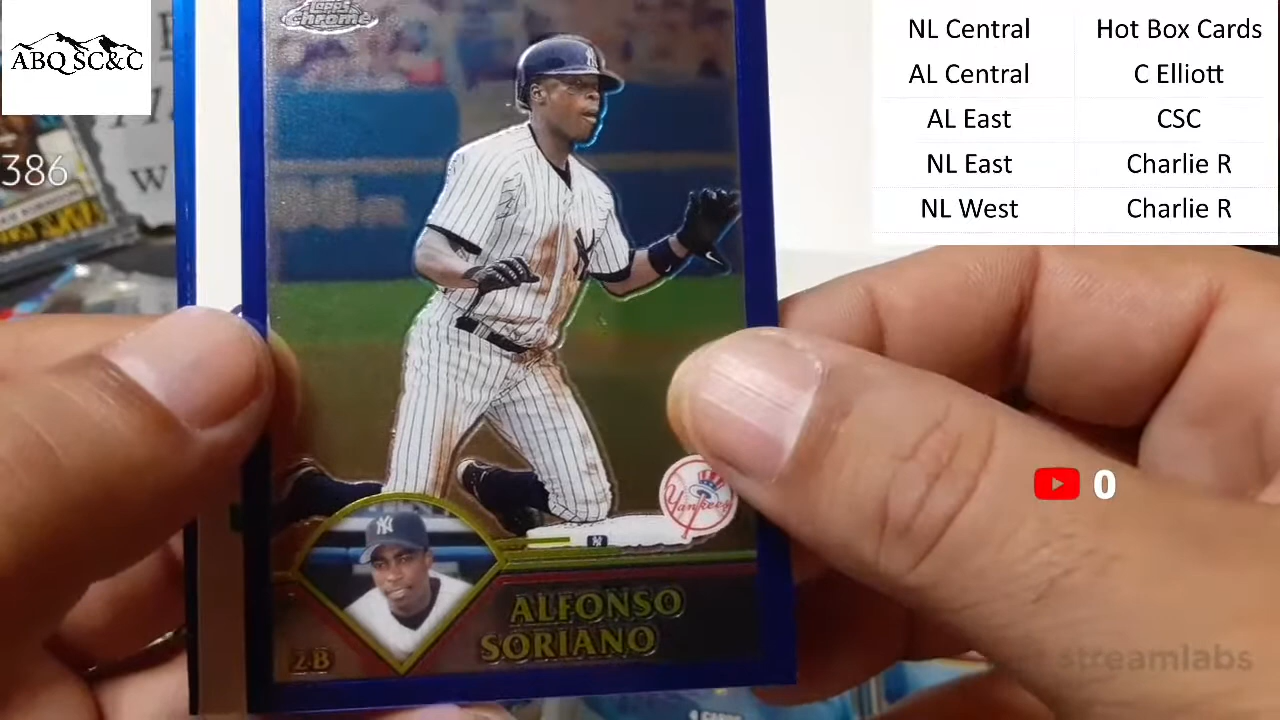 ABQ SC&C
386
Topps
Chrome
NY
Yankees
2B
ALFONSO
SORIANO
NL Central Hot Box Cards
AL Central C Elliott
AL East CSC
NL East Charlie R
NL West Charlie R
0
streamlabs